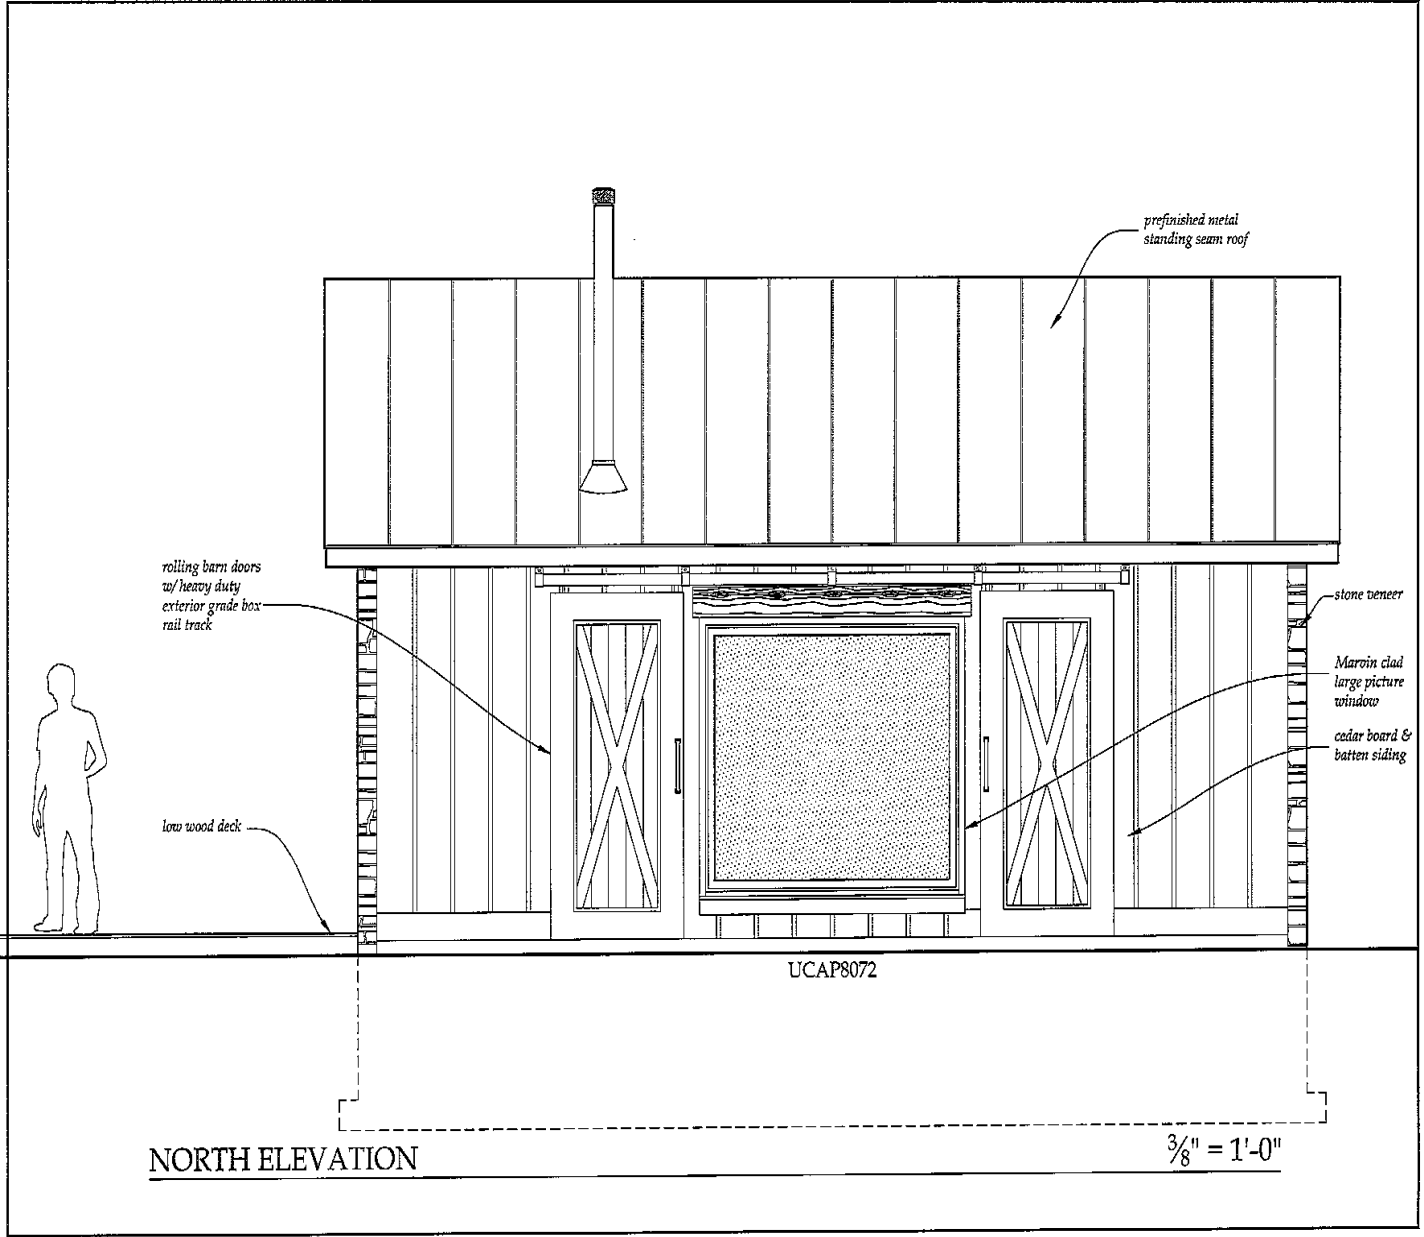 prefinished metal
standing seam roof
rolling barn doors
w/ heavy duty
exterior grade box
rail track
stone veneer
Marvin clad
large picture
window
cedar board &
batten siding
low wood deck
UCAP8072
NORTH ELEVATION
3/8" = 1'-0"